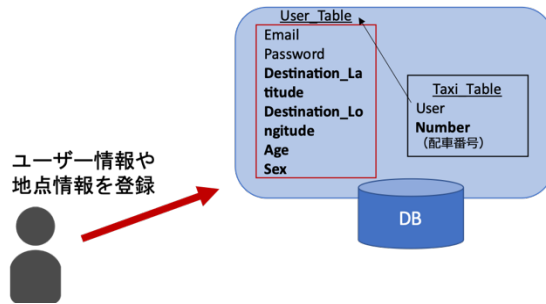 User_Table
Email
Password
Destination_La
titude
Destination_Lo
ngitude
Age
Sex
Taxi_Table
User
Number
（配車番号）
ユーザー情報や
地点情報を登録
DB